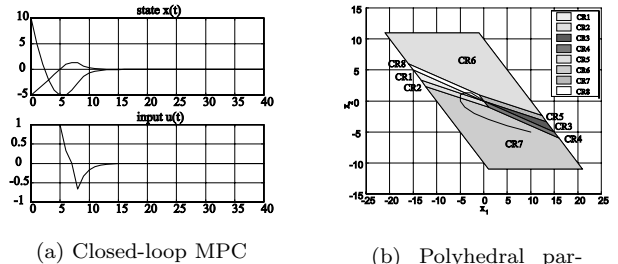 state x(t)
10
5
0
-5
0 5 10 15 20 25 30 35 40
input u(t)
1
0.5
0
-0.5
-1
0 5 10 15 20 25 30 35 40
(a) Closed-loop MPC
15
10
5
0
-5
-10
-15
-25 -20 -15 -10 -5 0 5 10 15 20 25
x1
x2
CR1
CR2
CR3
CR4
CR5
CR6
CR7
CR8
CR6
CR8
CR1
CR2
CR5
CR3
CR4
CR7
(b) Polyhedral par-